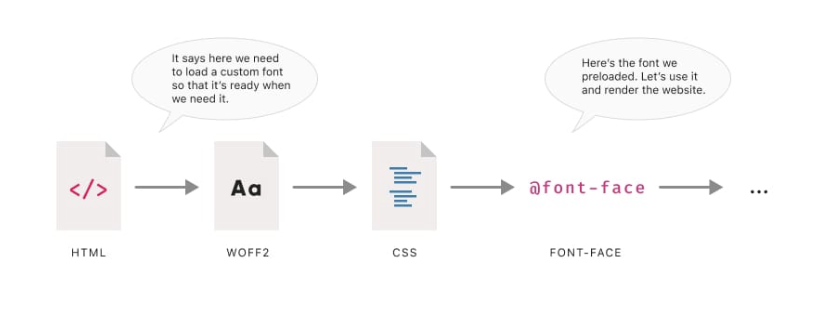 It says here we need
to load a custom font
so that it's ready when
we need it.
Here's the font we
preloaded. Let's use it
and render the website.
</>
Aa
@font-face
...
HTML
WOFF2
CSS
FONT-FACE